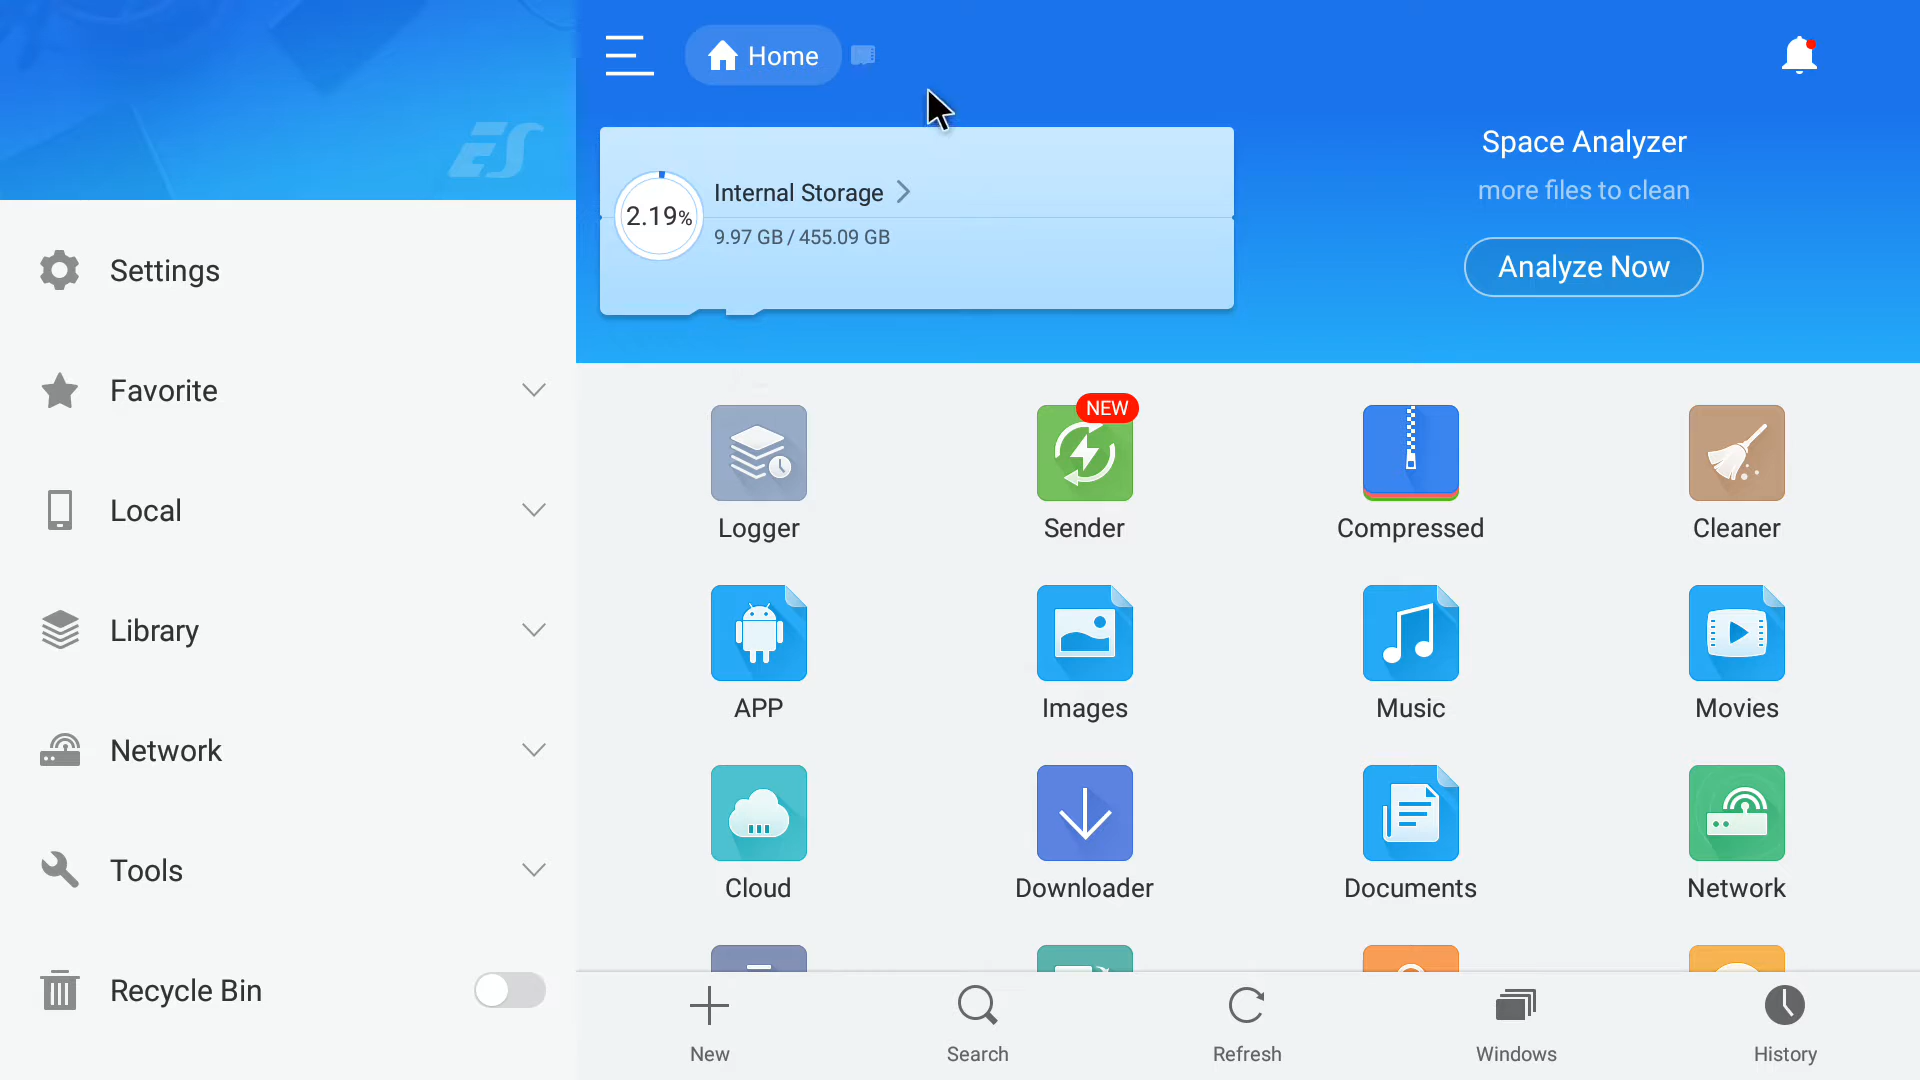 Home
ES
Space Analyzer
more files to clean
Analyze Now
2.19%
Internal Storage
9.97 GB / 455.09 GB
Settings
Favorite
Local
Library
Network
Tools
Recycle Bin
NEW
Logger
Sender
Compressed
Cleaner
APP
Images
Music
Movies
Cloud
Downloader
Documents
Network
New
Search
Refresh
Windows
History